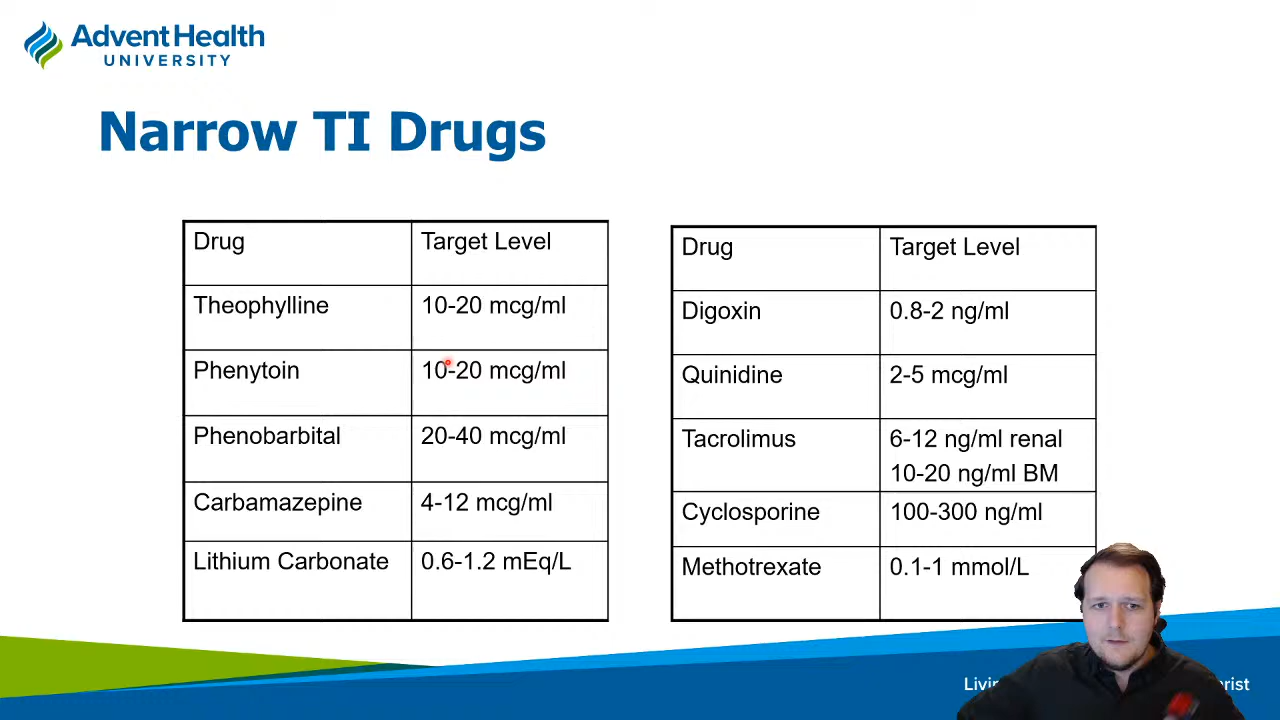 Advent Health
UNIVERSITY
Narrow TI Drugs
Drug Target Level
Theophylline 10-20 mcg/ml
Phenytoin 10-20 mcg/ml
Phenobarbital 20-40 mcg/ml
Carbamazepine 4-12 mcg/ml
Lithium Carbonate 0.6-1.2 mEq/L
Drug Target Level
Digoxin 0.8-2 ng/ml
Quinidine 2-5 mcg/ml
Tacrolimus 6-12 ng/ml renal
10-20 ng/ml BM
Cyclosporine 100-300 ng/ml
Methotrexate 0.1-1 mmol/L